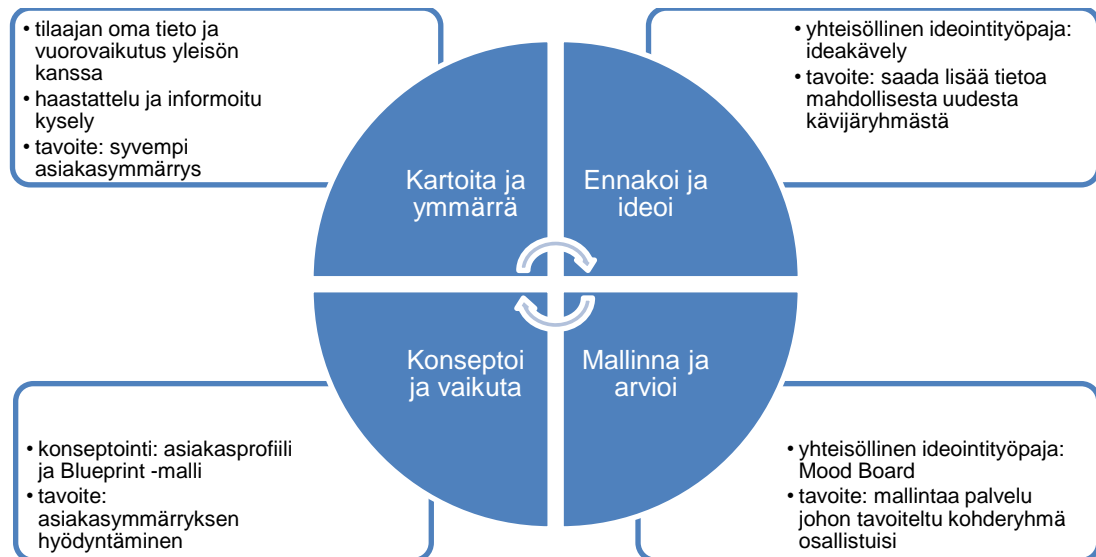 • tilaajan oma tieto ja
vuorovaikutus yleisön
kanssa
• haastattelu ja informoitu
kysely
• tavoite: syvempi
asiakasymmärrys
• yhteisöllinen ideointityöpaja:
ideakävely
• tavoite: saada lisää tietoa
mahdollisesta uudesta
kävijäryhmästä
Kartoita ja
ymmärrä
Ennakoi ja
ideoi
Konseptoi
ja vaikuta
Mallinna ja
arvioi
• konseptointi: asiakasprofiili
ja Blueprint -malli
• tavoite:
asiakasymmärryksen
hyödyntäminen
• yhteisöllinen ideointityöpaja:
Mood Board
• tavoite: mallintaa palvelu
johon tavoiteltu kohderyhmä
osallistuisi